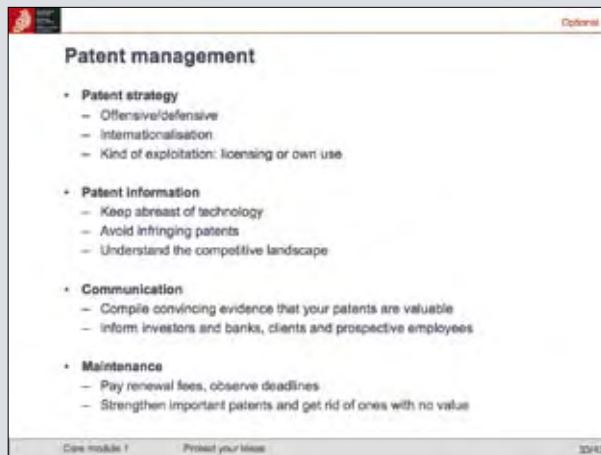 Optional
Patent management
• Patent strategy
– Offensive/defensive
– Internationalisation
– Kind of exploitation: licensing or own use
• Patent information
– Keep abreast of technology
– Avoid infringing patents
– Understand the competitive landscape
• Communication
– Compile convincing evidence that your patents are valuable
– Inform investors and banks, clients and prospective employees
• Maintenance
– Pay renewal fees, observe deadlines
– Strengthen important patents and get rid of ones with no value
Core module 1 Protect your ideas